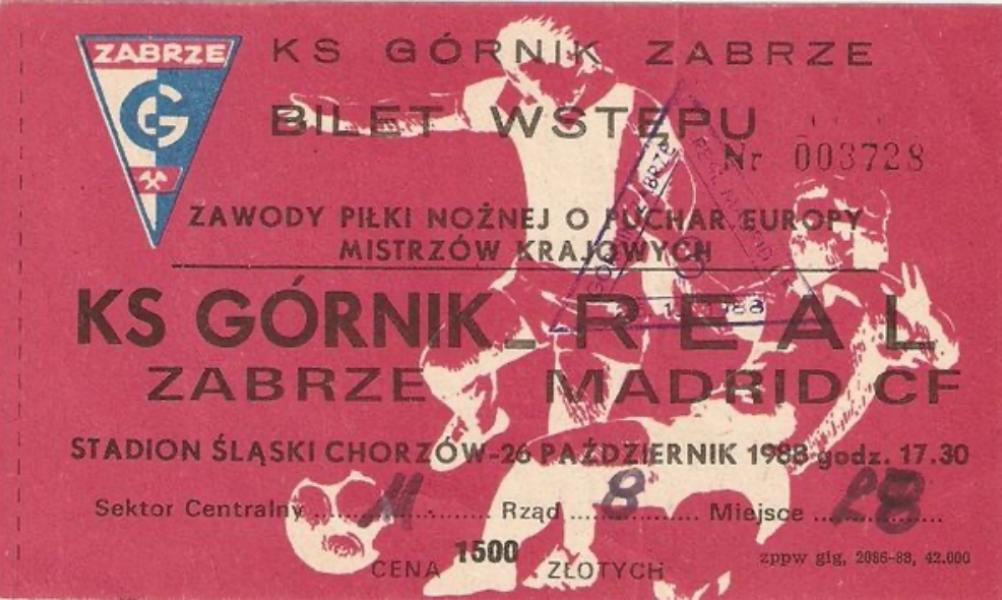 ZABRZE
G
KS GÓRNIK ZABRZE
BILET WSTĘPU
Nr 003728
ZAWODY PIŁKI NOŻNEJ O PUCHAR EUROPY
MISTRZÓW KRAJOWYCH
KS GÓRNIK – REAL
ZABRZE MADRID CF
STADION ŚLĄSKI CHORZÓW-26 PAŹDZIERNIK 1988 godz. 17.30
Sektor Centralny ........ 11 ........ Rząd .... 8 ........ Miejsce .... 28 ....
CENA 1500 ZŁOTYCH
zppw gig, 2086-88, 42.000